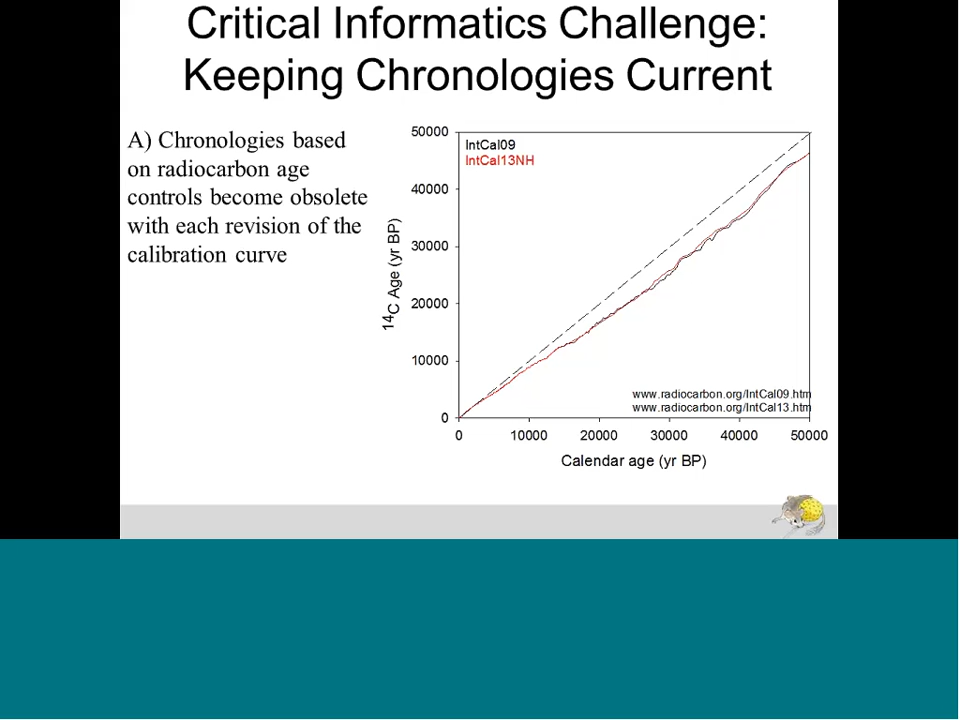 Critical Informatics Challenge:
Keeping Chronologies Current
A) Chronologies based
on radiocarbon age
controls become obsolete
with each revision of the
calibration curve
50000
40000
30000
20000
10000
0
14C Age (yr BP)
IntCal09
IntCal13NH
www.radiocarbon.org/IntCal09.htm
www.radiocarbon.org/IntCal13.htm
0 10000 20000 30000 40000 50000
Calendar age (yr BP)